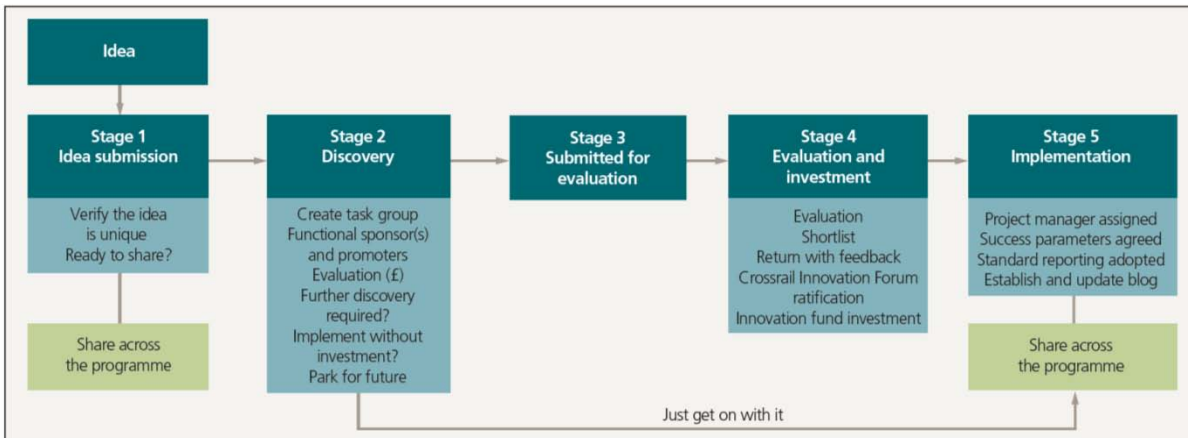 Idea
Stage 1
Idea submission
Verify the idea
is unique
Ready to share?
Share across
the programme
Stage 2
Discovery
Create task group
Functional sponsor(s)
and promoters
Evaluation (£)
Further discovery
required?
Implement without
investment?
Park for future
Stage 3
Submitted for
evaluation
Stage 4
Evaluation and
investment
Evaluation
Shortlist
Return with feedback
Crossrail Innovation Forum
ratification
Innovation fund investment
Stage 5
Implementation
Project manager assigned
Success parameters agreed
Standard reporting adopted
Establish and update blog
Share across
the programme
Just get on with it